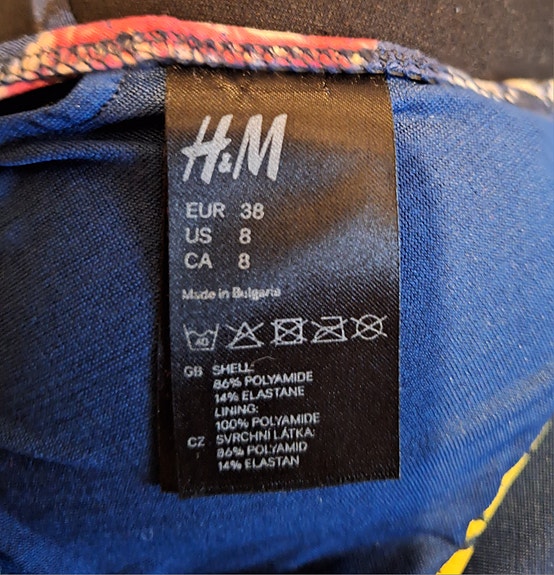 H&M
EUR 38
US 8
CA 8
Made in Bulgaria
40
GB SHELL:
86% POLYAMIDE
14% ELASTANE
LINING:
100% POLYAMIDE
CZ SVRCHNÍ LÁTKA:
86% POLYAMID
14% ELASTAN